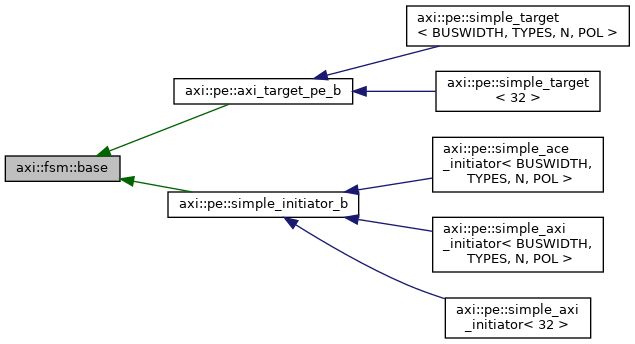 axi::pe::simple_target
< BUSWIDTH, TYPES, N, POL >
axi::pe::axi_target_pe_b
axi::pe::simple_target
< 32 >
axi::fsm::base
axi::pe::simple_ace
_initiator< BUSWIDTH,
TYPES, N, POL >
axi::pe::simple_initiator_b
axi::pe::simple_axi
_initiator< BUSWIDTH,
TYPES, N, POL >
axi::pe::simple_axi
_initiator< 32 >